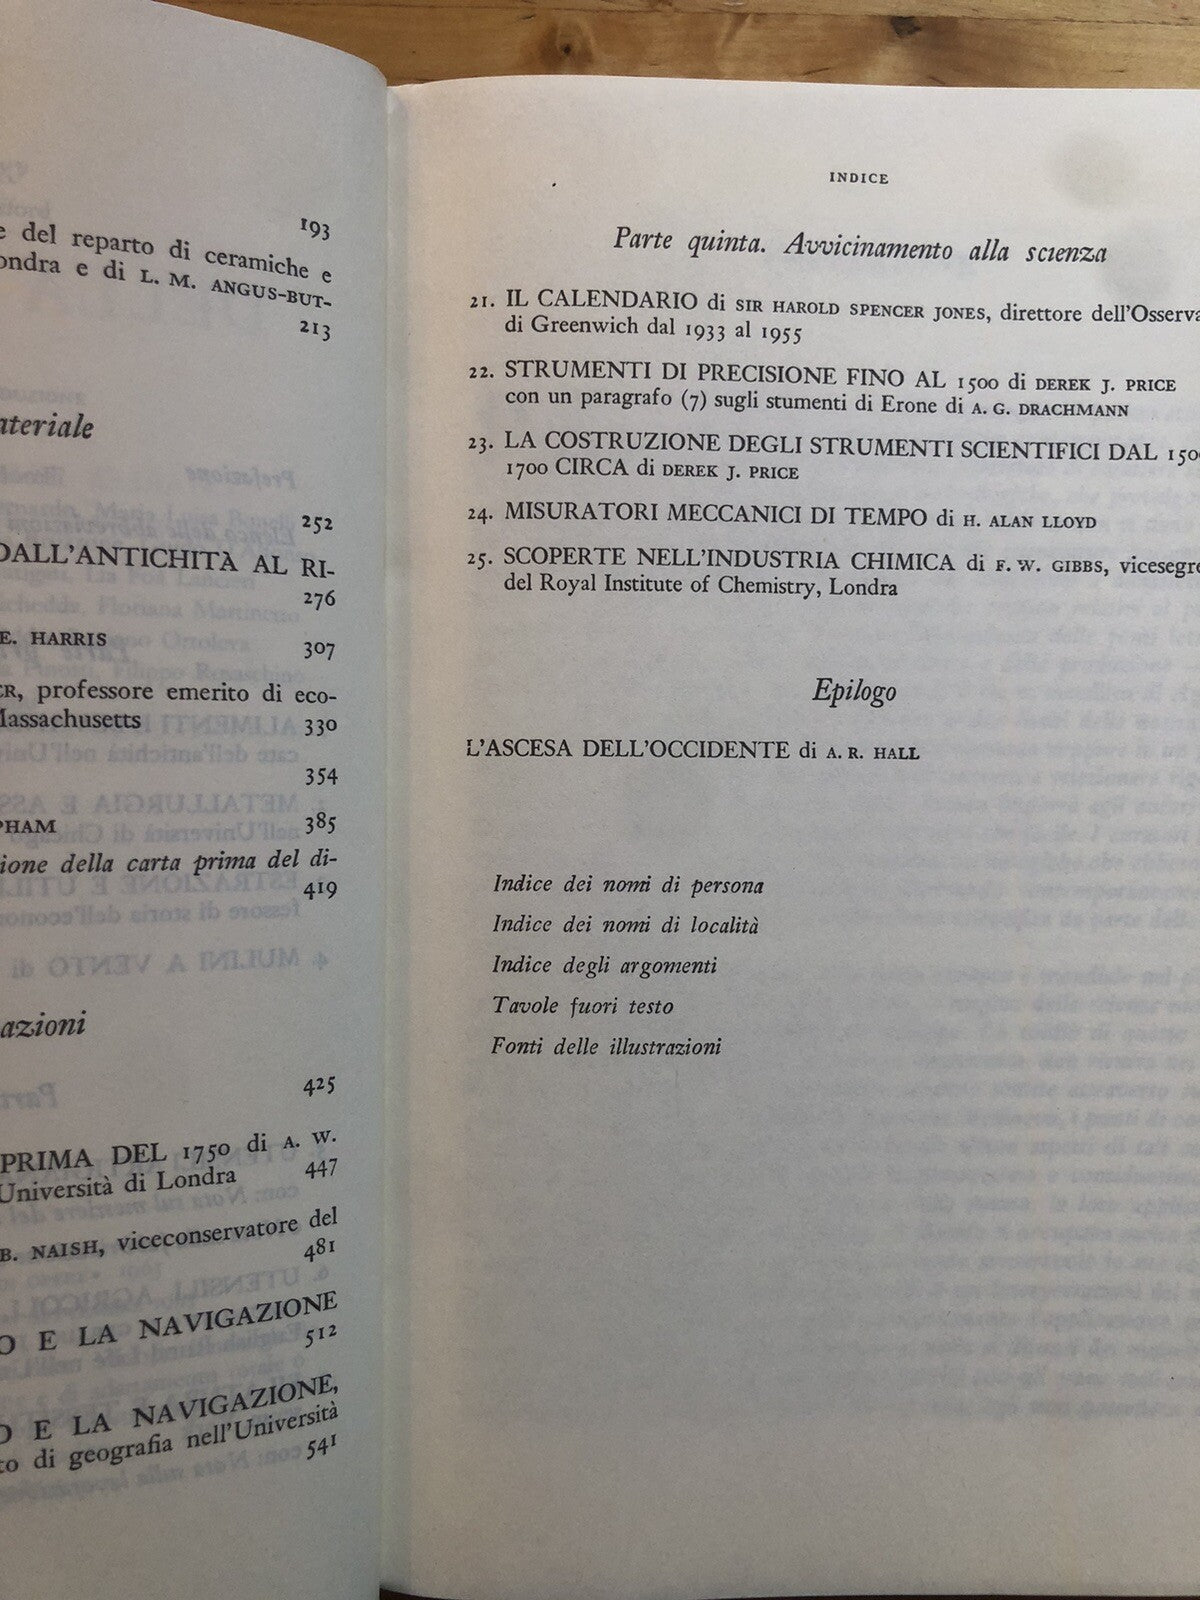 193
e del reparto di ceramiche e
ondra e di L. M. ANGUS-BUT-
213
ateriale
252
DALL'ANTICHITÀ AL RI-
276
E. HARRIS
307
ER, professore emerito di eco-
Massachusetts
330
354
PHAM
385
zione della carta prima del di-
419
azioni
425
PRIMA DEL 1750 di A. W.
Università di Londra
447
B. NAISH, viceconservatore del
481
O E LA NAVIGAZIONE
512
O E LA NAVIGAZIONE,
to di geografia nell'Università
541
INDICE
Parte quinta. Avvicinamento alla scienza
21. IL CALENDARIO di SIR HAROLD SPENCER JONES, direttore dell'Osserva
di Greenwich dal 1933 al 1955
22. STRUMENTI DI PRECISIONE FINO AL 1500 di DEREK J. PRICE
con un paragrafo (7) sugli stumenti di Erone di A. G. DRACHMANN
23. LA COSTRUZIONE DEGLI STRUMENTI SCIENTIFICI DAL 150
1700 CIRCA di DEREK J. PRICE
24. MISURATORI MECCANICI DI TEMPO di H. ALAN LLOYD
25. SCOPERTE NELL'INDUSTRIA CHIMICA di F. W. GIBBS, vicesegre
del Royal Institute of Chemistry, Londra
Epilogo
L'ASCESA DELL'OCCIDENTE di A. R. HALL
Indice dei nomi di persona
Indice dei nomi di località
Indice degli argomenti
Tavole fuori testo
Fonti delle illustrazioni